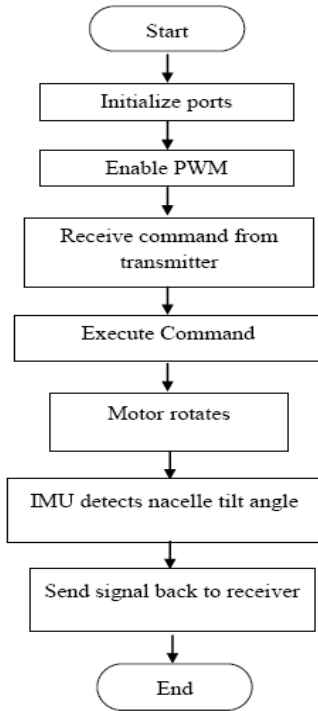 Start
Initialize ports
Enable PWM
Receive command from
transmitter
Execute Command
Motor rotates
IMU detects nacelle tilt angle
Send signal back to receiver
End